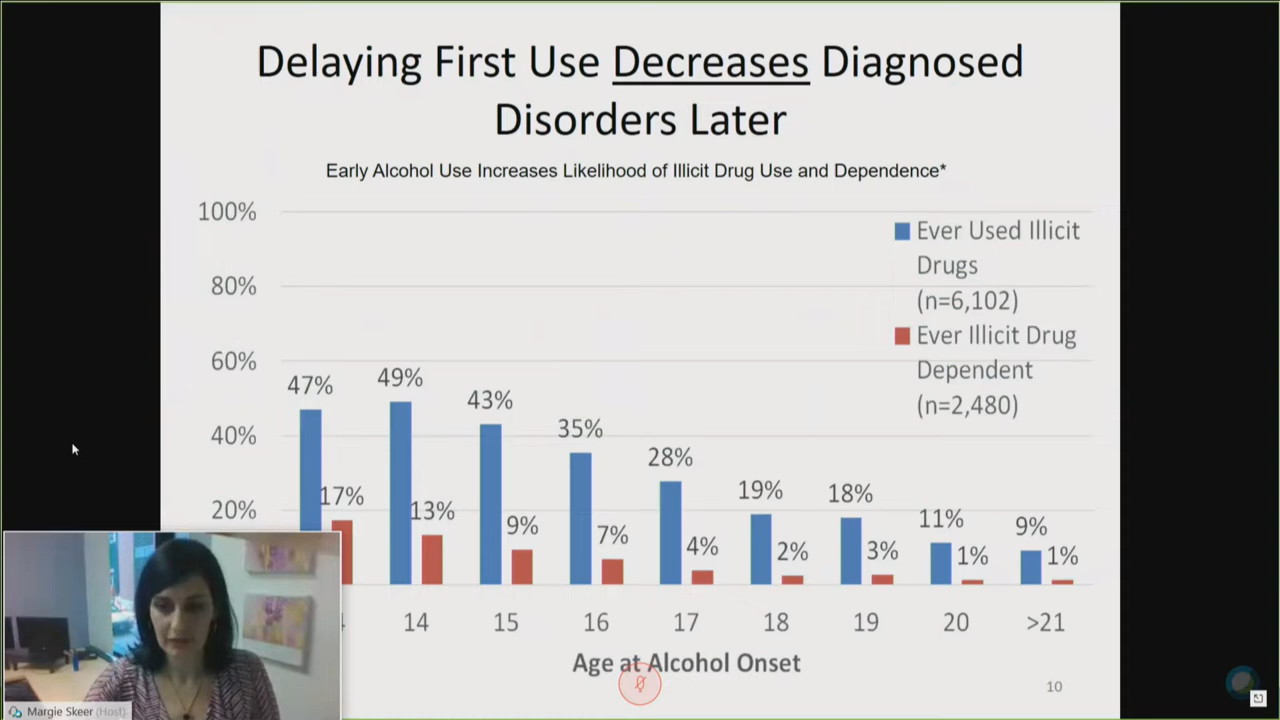 Delaying First Use Decreases Diagnosed
Disorders Later
Early Alcohol Use Increases Likelihood of Illicit Drug Use and Dependence*
100%
80%
60%
40%
20%
Ever Used Illicit
Drugs
(n=6,102)
Ever Illicit Drug
Dependent
(n=2,480)
47%
49%
43%
35%
28%
19%
18%
11%
9%
17%
13%
9%
7%
4%
2%
3%
1%
1%
4 14 15 16 17 18 19 20 >21
Age at Alcohol Onset
10
Margie Skeer (Host)